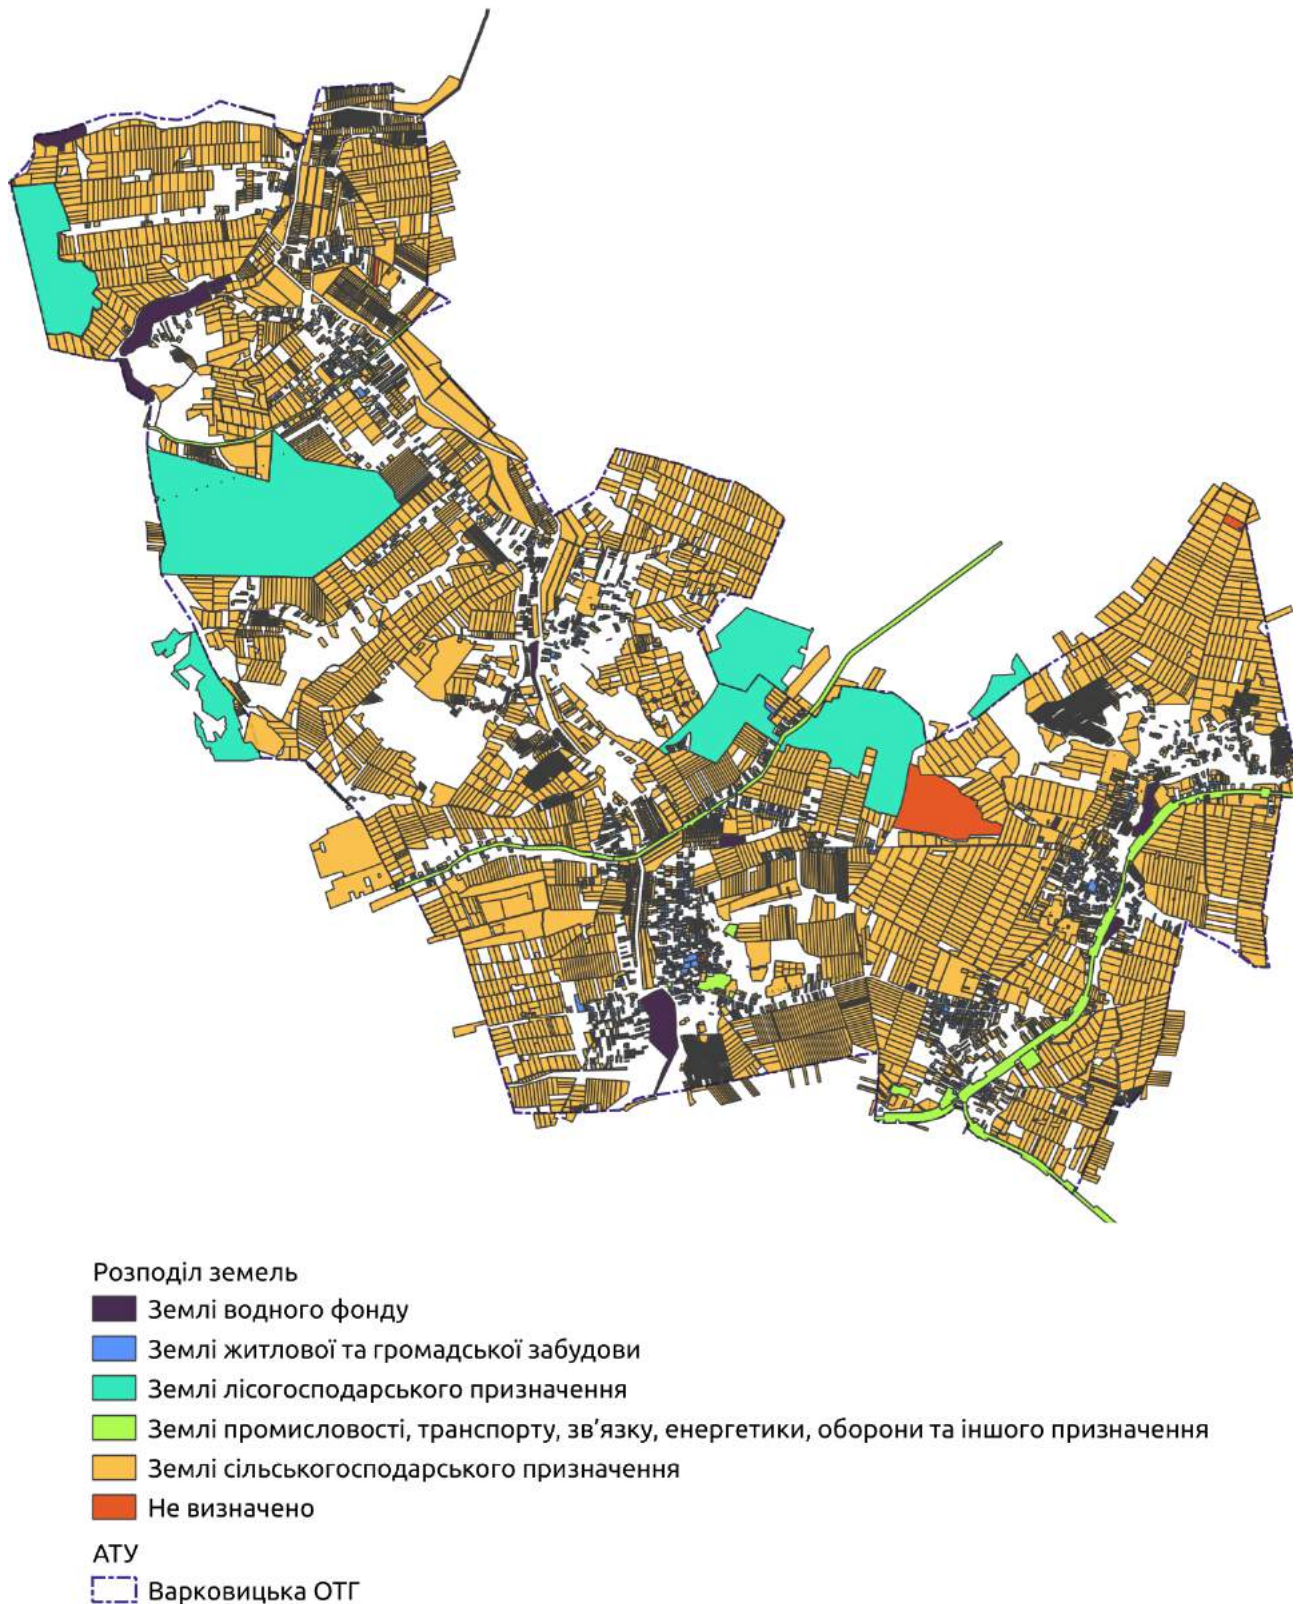 Розподіл земель
Землі водного фонду
Землі житлової та громадської забудови
Землі лісогосподарського призначення
Землі промисловості, транспорту, зв'язку, енергетики, оборони та іншого призначення
Землі сільськогосподарського призначення
Не визначено
АТУ
Варковицька ОТГ